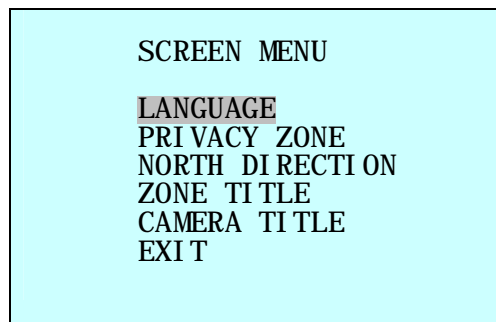 SCREEN MENU
LANGUAGE
PRIVACY ZONE
NORTH DIRECTION
ZONE TITLE
CAMERA TITLE
EXIT